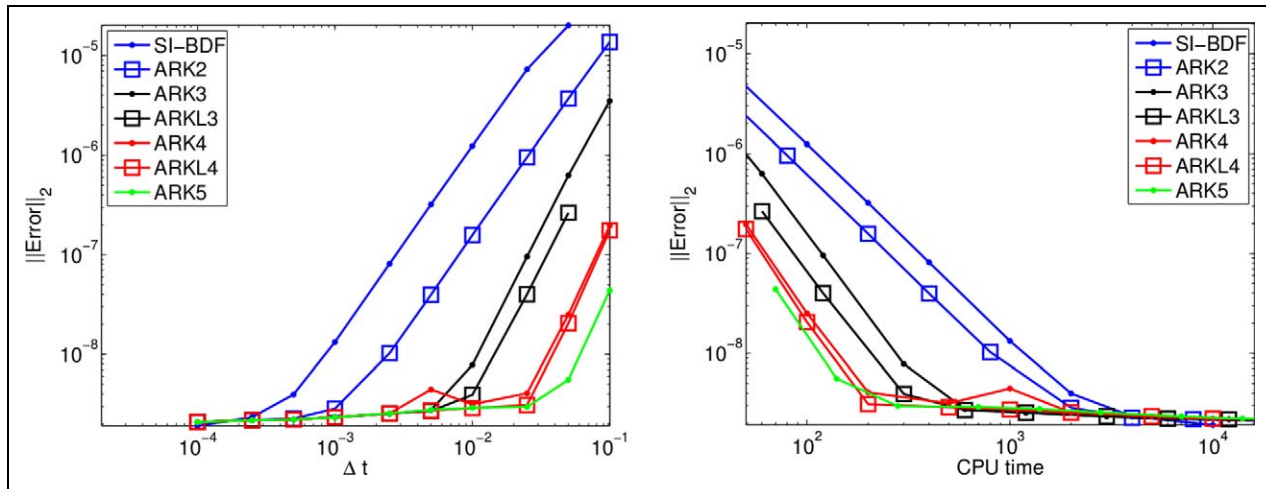 10^-5
10^-6
10^-7
10^-8
||Error||_2
SI−BDF
ARK2
ARK3
ARKL3
ARK4
ARKL4
ARK5
10^-4
10^-3
10^-2
10^-1
Δ t
10^-5
10^-6
10^-7
10^-8
||Error||_2
SI−BDF
ARK2
ARK3
ARKL3
ARK4
ARKL4
ARK5
10^2
10^3
10^4
CPU time